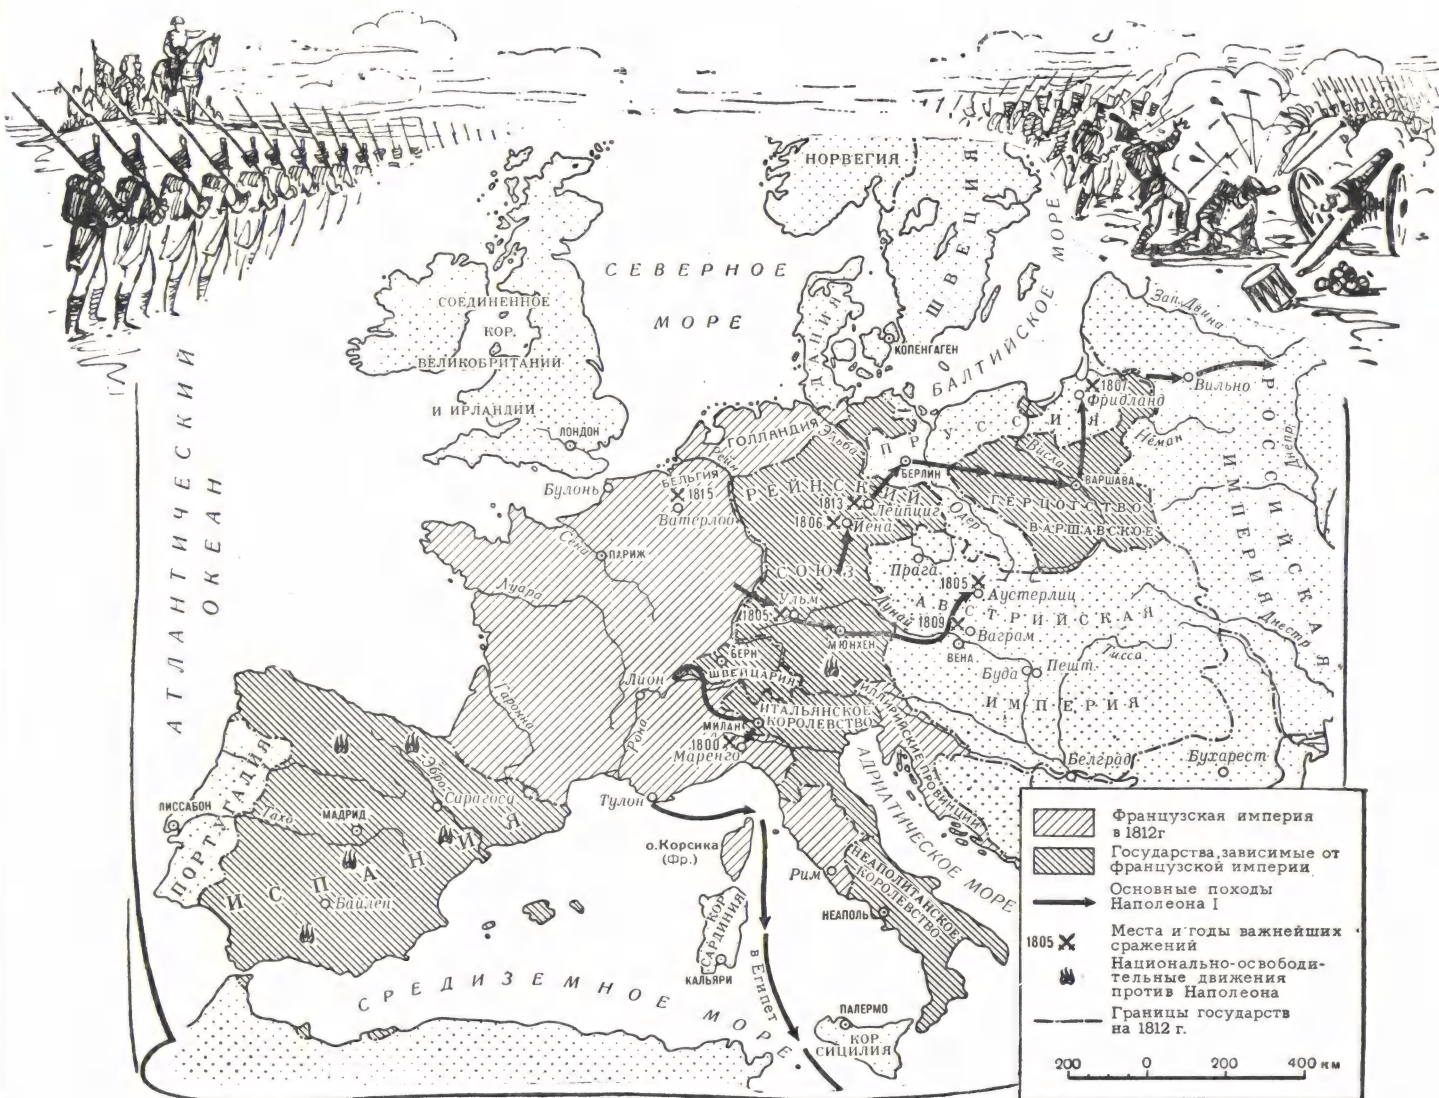 НОРВЕГИЯ
ШВЕЦИЯ
СЕВЕРНОЕ
МОРЕ
БАЛТИЙСКОЕ МОРЕ
ДАНИЯ
КОПЕНГАГЕН
СОЕДИНЕННОЕ
КОР.
ВЕЛИКОБРИТАНИИ
И ИРЛАНДИИ
ЛОНДОН
АТЛАНТИЧЕСКИЙ
ОКЕАН
Зап. Двина
Вильно
1807
Фридланд
Неман
Днепр
РОССИЙСКАЯ
ИМПЕРИЯ
ПРУССИЯ
Висла
БЕРЛИН
ВАРШАВА
ГЕРЦОГСТВО
ВАРШАВСКОЕ
ГОЛЛАНДИЯ
Эльба
Рейн
БЕЛЬГИЯ
1815
Ватерлоо
Булонь
РЕЙНСКИЙ
СОЮЗ
1813
Лейпциг
1806
Йена
Одер
Прага
1805
Аустерлиц
АВСТРИЙСКАЯ
ИМПЕРИЯ
1809
Ваграм
ВЕНА
Дунай
Буда
Пешт
Тисса
Днестр
Сена
ПАРИЖ
Луара
Ульм
1805
МЮНХЕН
БЕРН
ШВЕЙЦАРИЯ
Лион
Гаронна
Рона
ИТАЛЬЯНСКОЕ
КОРОЛЕВСТВО
МИЛАН
1800
Маренго
ИЛЛИРИЙСКИЕ ПРОВИНЦИИ
Белград
Бухарест
АДРИАТИЧЕСКОЕ МОРЕ
ПОРТУГАЛИЯ
ЛИССАБОН
Тахо
МАДРИД
Эбро
Сарагоса
ИСПАНИЯ
Байлен
Тулон
о.Корсика
(Фр.)
Рим
НЕАПОЛИТАНСКОЕ
КОРОЛЕВСТВО
НЕАПОЛЬ
КОР.
САРДИНИЯ
КАЛЬЯРИ
в Египет
ПАЛЕРМО
КОР.
СИЦИЛИЯ
СРЕДИЗЕМНОЕ МОРЕ
Французская империя
в 1812г
Государства, зависимые от
французской империи
Основные походы
Наполеона I
1805
Места и годы важнейших
сражений
Национально-освободи-
тельные движения
против Наполеона
Границы государств
на 1812 г.
200 0 200 400 км